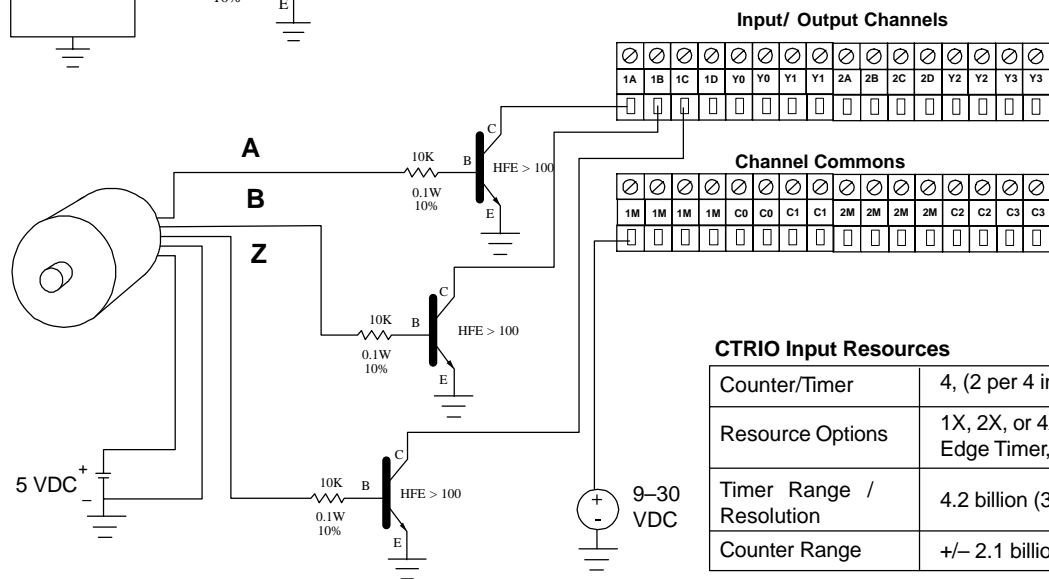 10%
E
Input/ Output Channels
1A 1B 1C 1D Y0 Y0 Y1 Y1 2A 2B 2C 2D Y2 Y2 Y3 Y3
C
A
10K
B
HFE > 100
0.1W
10%
E
B
Channel Commons
1M 1M 1M 1M C0 C0 C1 C1 2M 2M 2M 2M C2 C2 C3 C3
Z
C
10K
B
HFE > 100
0.1W
10%
E
CTRIO Input Resources
Counter/Timer 4, (2 per 4 in
Resource Options 1X, 2X, or 4
Edge Timer,
Timer Range / Resolution 4.2 billion (3
Counter Range +/– 2.1 billio
C
5 VDC
+
–
10K
B
HFE > 100
0.1W
10%
E
+
-
9–30
VDC